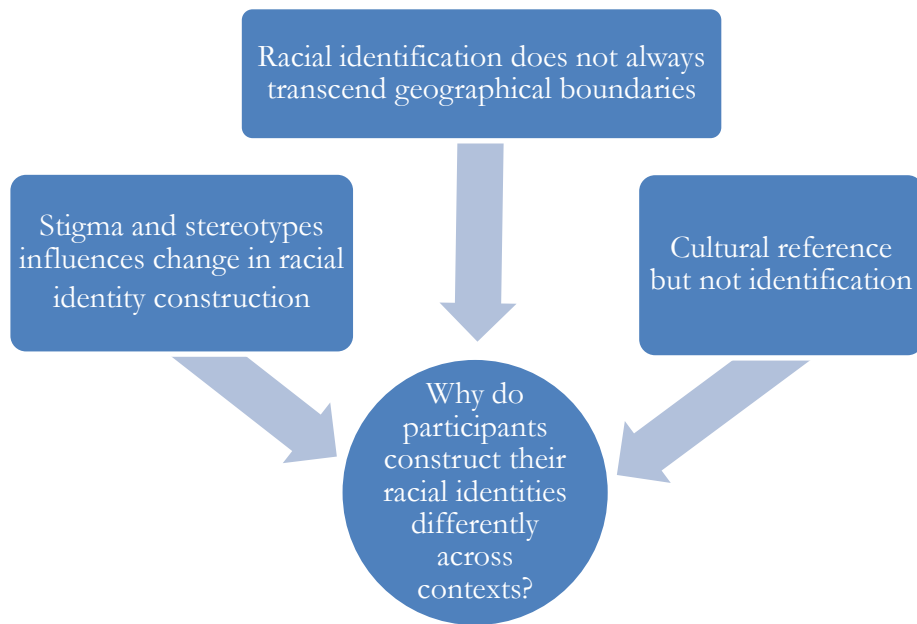 Racial identification does not always
transcend geographical boundaries
Stigma and stereotypes
influences change in racial
identity construction
Cultural reference
but not identification
Why do
participants
construct their
racial identities
differently
across
contexts?